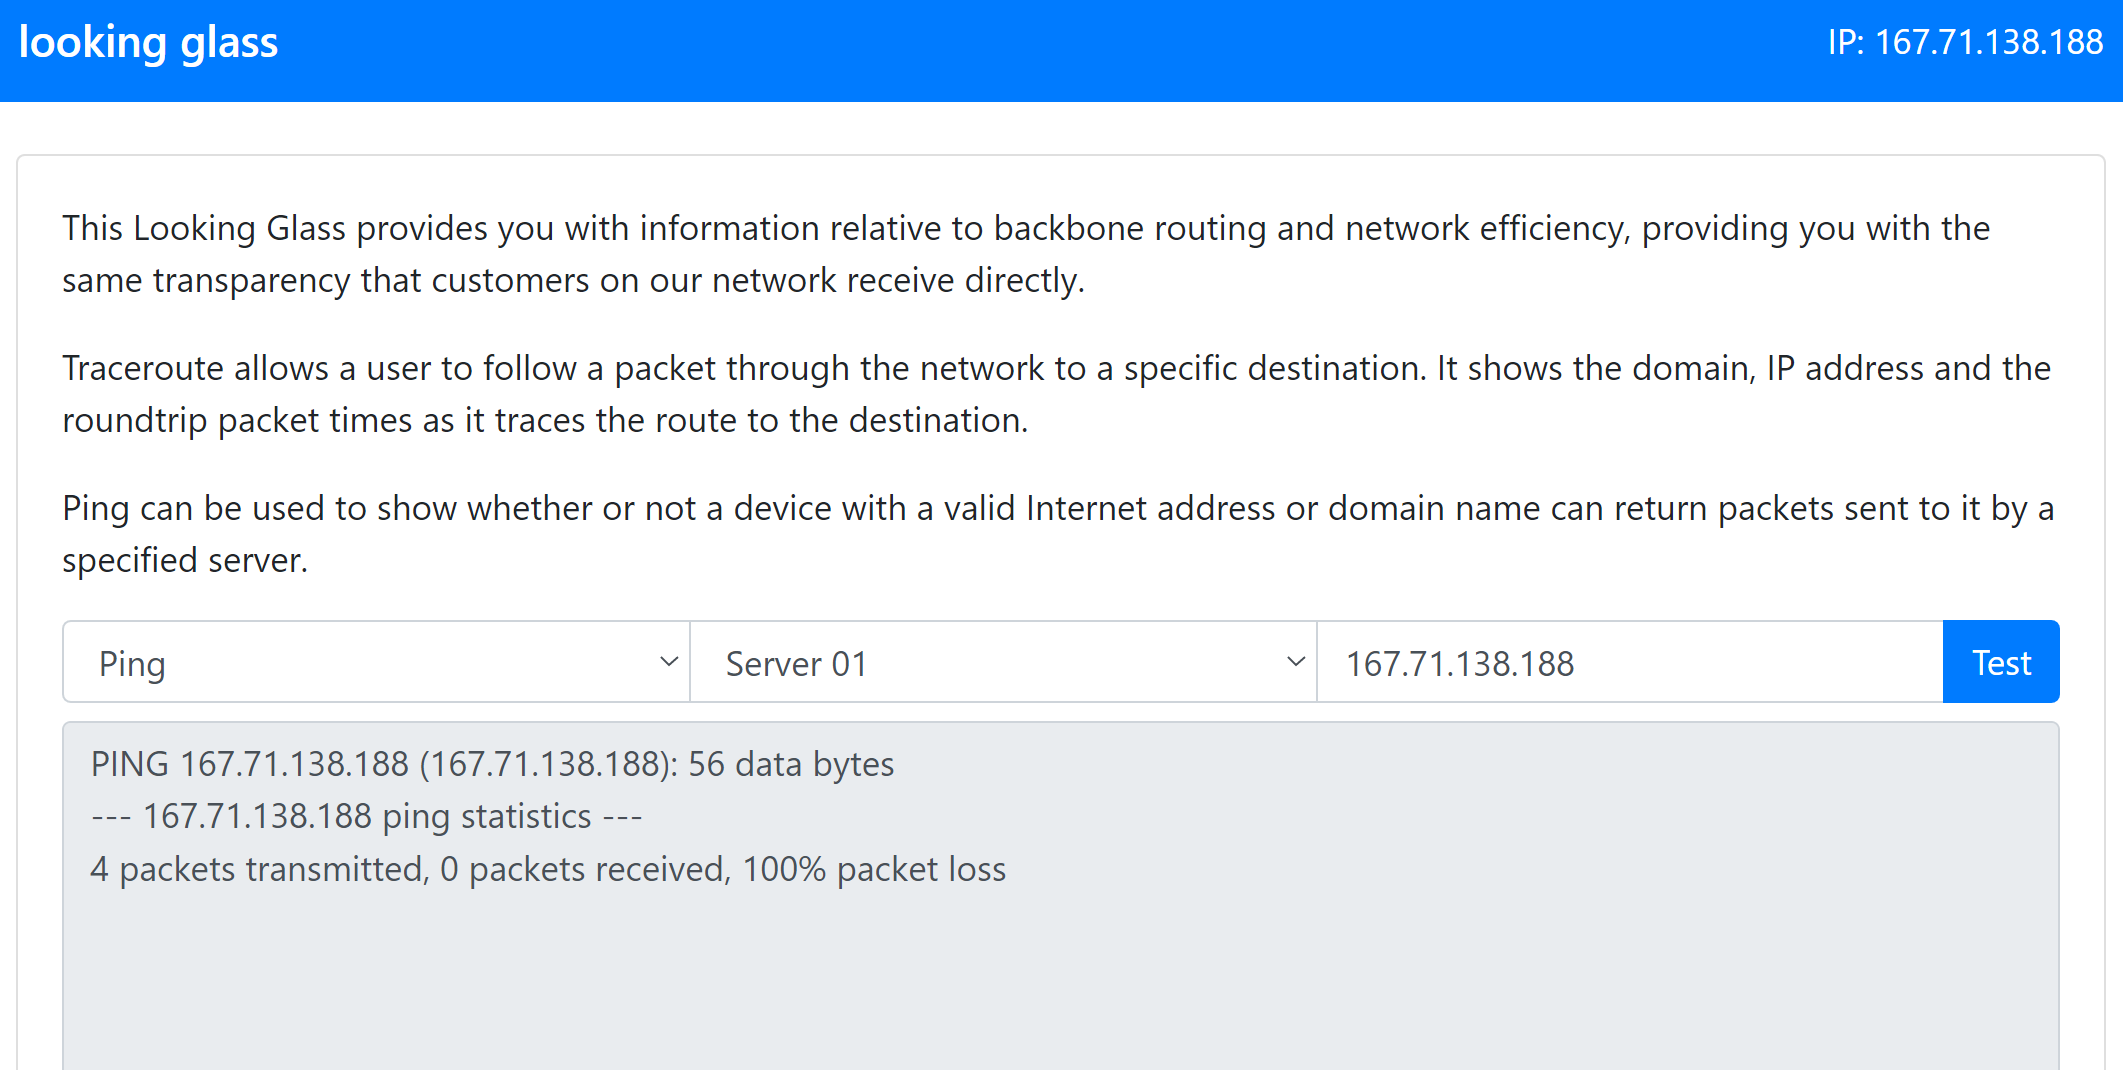 looking glass
IP: 167.71.138.188
This Looking Glass provides you with information relative to backbone routing and network efficiency, providing you with the
same transparency that customers on our network receive directly.
Traceroute allows a user to follow a packet through the network to a specific destination. It shows the domain, IP address and the
roundtrip packet times as it traces the route to the destination.
Ping can be used to show whether or not a device with a valid Internet address or domain name can return packets sent to it by a
specified server.
Ping
Server 01
167.71.138.188
Test
PING 167.71.138.188 (167.71.138.188): 56 data bytes
--- 167.71.138.188 ping statistics ---
4 packets transmitted, 0 packets received, 100% packet loss